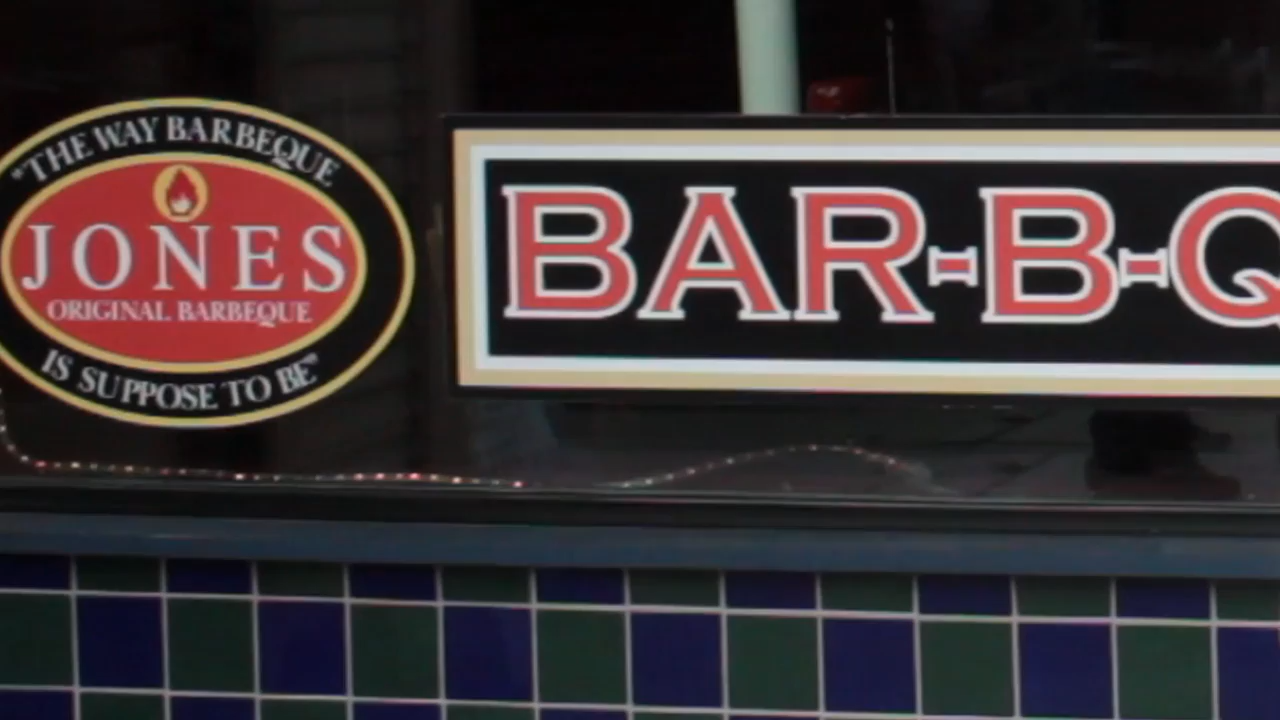 "THE WAY BARBEQUE
JONES
ORIGINAL BARBEQUE
IS SUPPOSE TO BE"
BAR-B-Q